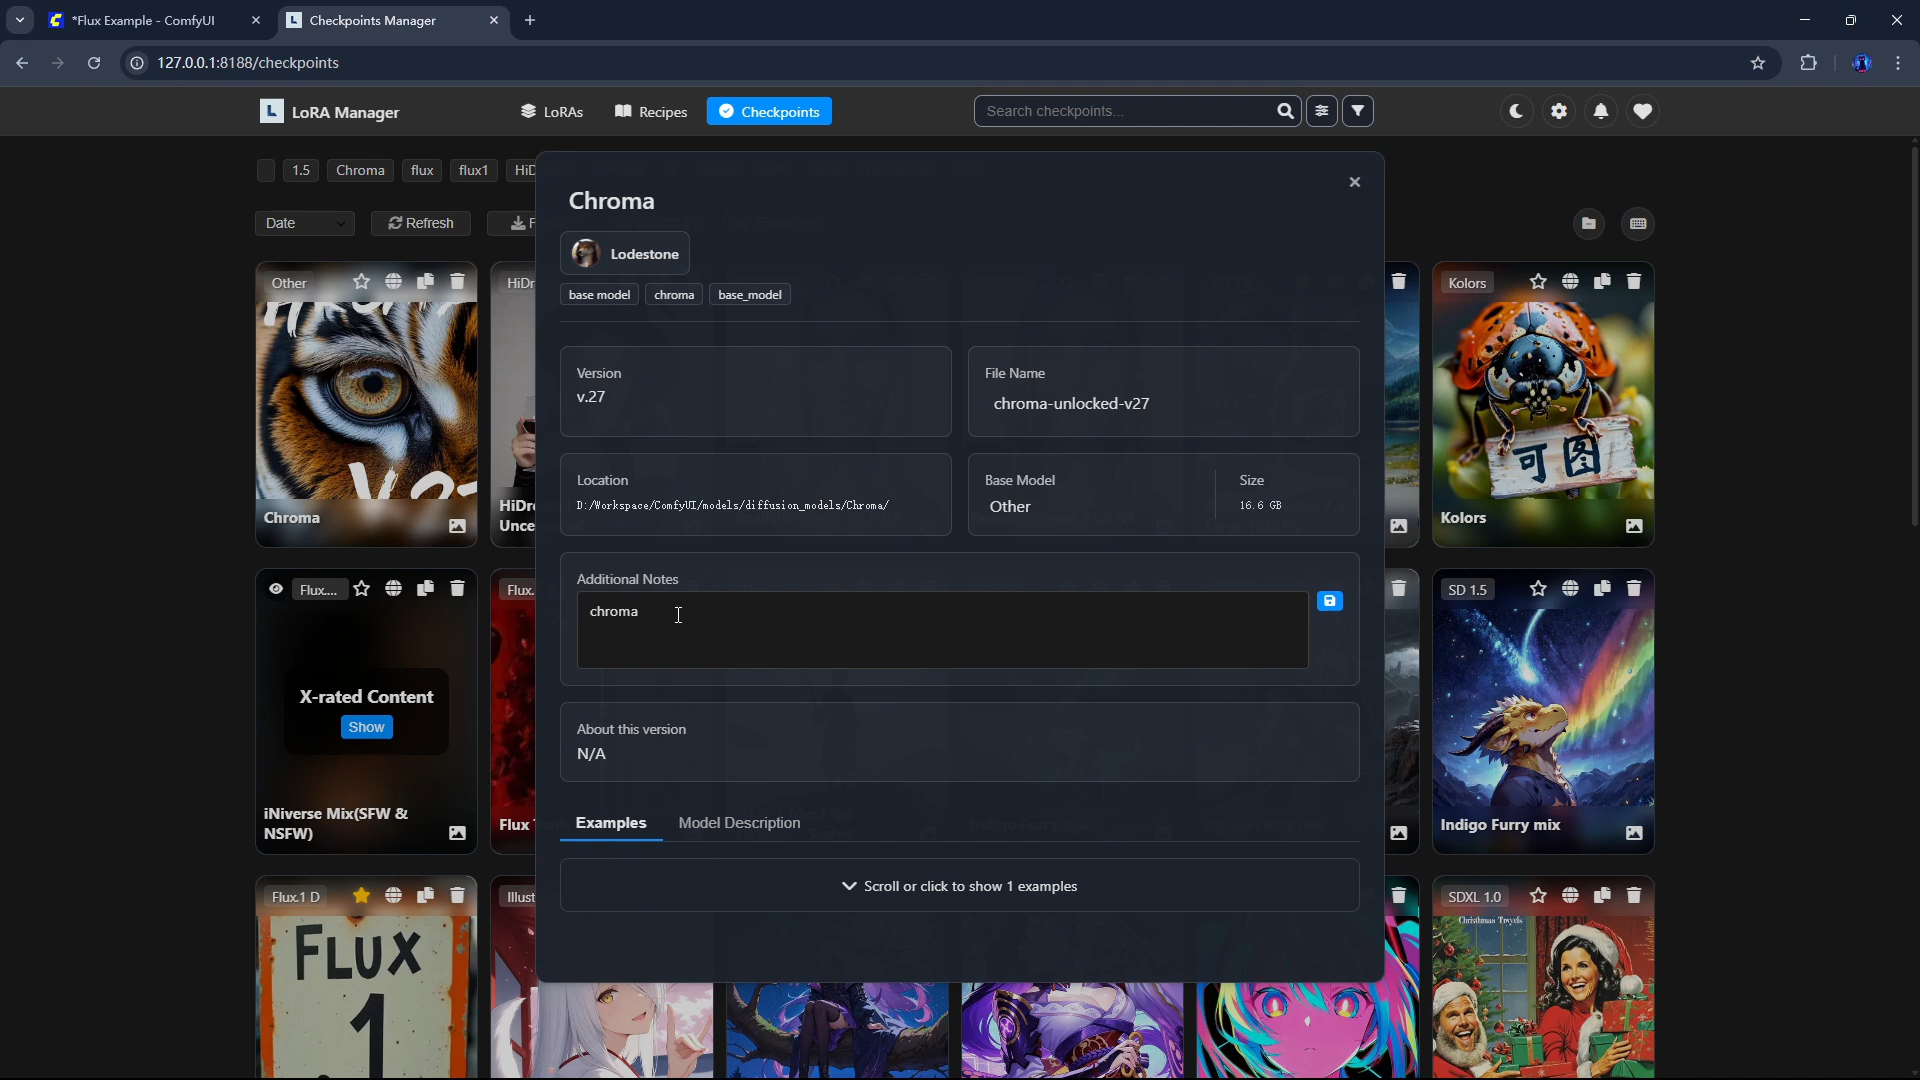 *Flux Example - ComfyUI
Checkpoints Manager
127.0.0.1:8188/checkpoints
L LoRA Manager
LoRAs
Recipes
Checkpoints
Search checkpoints...
1.5
Chroma
flux
flux1
Date
Refresh
Chroma
Lodestone
base model
chroma
base_model
Version
v.27
File Name
chroma-unlocked-v27
Location
D:/Workspace/ComfyUI/models/diffusion_models/Chroma/
Base Model
Other
Size
16.6 GB
Additional Notes
chroma
About this version
N/A
Examples
Model Description
Scroll or click to show 1 examples
Other
Chroma
Kolors
可图
Kolors
Flux....
X-rated Content
Show
iNiverse Mix(SFW &
NSFW)
SD 1.5
Indigo Furry mix
Flux.1 D
FLUX
.1
SDXL 1.0
Christmas Towels